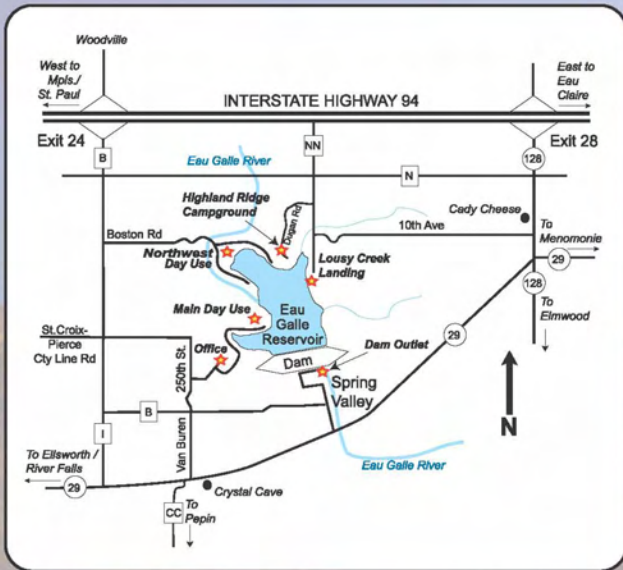 Woodville
West to
Mpls./
St. Paul
East to
Eau
Claire
INTERSTATE HIGHWAY 94
Exit 24
Exit 28
B
Eau Galle River
NN
128
N
Highland Ridge
Campground
Dugan Rd
Cady Cheese
Boston Rd
10th Ave
To
Menomonie
Northwest
Day Use
Lousy Creek
Landing
29
128
Main Day Use
Eau
Galle
Reservoir
To
Elmwood
St.Croix-
Pierce
Cty Line Rd
29
Office
250th St.
Dam
Dam Outlet
Spring
Valley
B
N
I
Van Buren
To Ellsworth /
River Falls
Eau Galle River
29
Crystal Cave
CC
To
Pepin